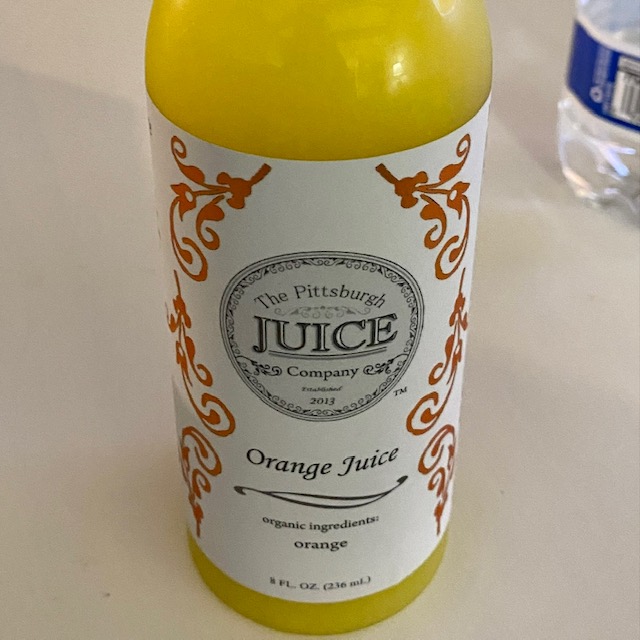 The Pittsburgh
JUICE
Company
Established
2013
TM
Orange Juice
organic ingredients:
orange
8 FL. OZ. (236 mL.)